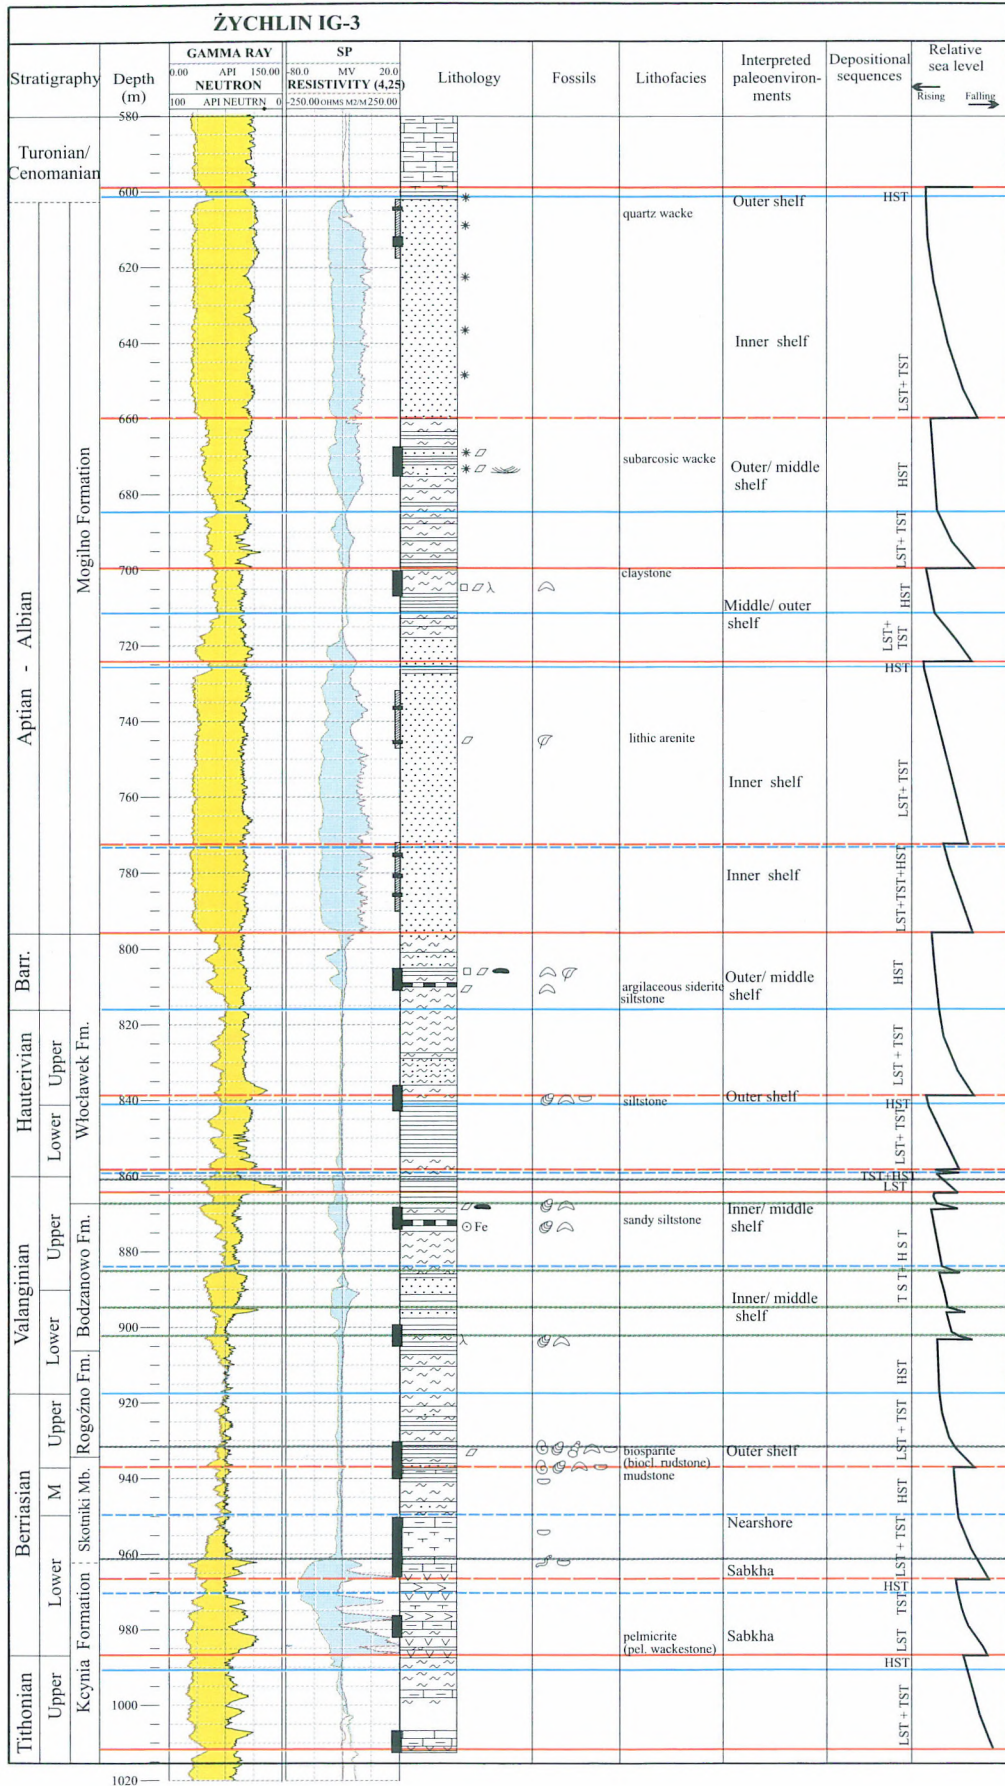 ŻYCHLIN IG-3
Stratigraphy
Depth
(m)
GAMMA RAY
0.00 API 150.00
NEUTRON
100 API NEUTRN 0
SP
-80.0 MV 20.0
RESISTIVITY (4,25)
-250.00 OHMS M2/M 250.00
Lithology
Fossils
Lithofacies
Interpreted
paleoenviron-
ments
Depositional
sequences
Relative
sea level
Rising Falling
580
Turonian/
Cenomanian
600
Outer shelf
HST
quartz wacke
620
640
Inner shelf
LST+ TST
660
subarcosic wacke
Outer/ middle
shelf
HST
680
LST+ TST
700
claystone
HST
Middle/ outer
shelf
LST+
TST
720
HST
740
lithic arenite
Inner shelf
760
LST+ TST
780
Inner shelf
LST+TST+HST
Aptian - Albian
Mogilno Formation
800
Barr.
argilaceous siderite
siltstone
Outer/ middle
shelf
HST
820
LST + TST
Hauterivian
Upper
Lower
Włocławek Fm.
840
siltstone
Outer shelf
HST
LST+ TST
860
TST+HST
LST
Fe
sandy siltstone
Inner/ middle
shelf
880
T S T + H S T
Valanginian
Upper
Lower
Bodzanowo Fm.
Inner/ middle
shelf
900
HST
Rogoźno Fm.
920
LST + TST
Berriasian
Upper
M
Lower
biosparite
(biocl. rudstone)
mudstone
Outer shelf
940
HST
Skotniki Mb.
Nearshore
LST + TST
960
Sabkha
HST
TST
980
LST
pelmicrite
(pel. wackestone)
Sabkha
Kcynia Formation
HST
Tithonian
Upper
1000
LST + TST
1020